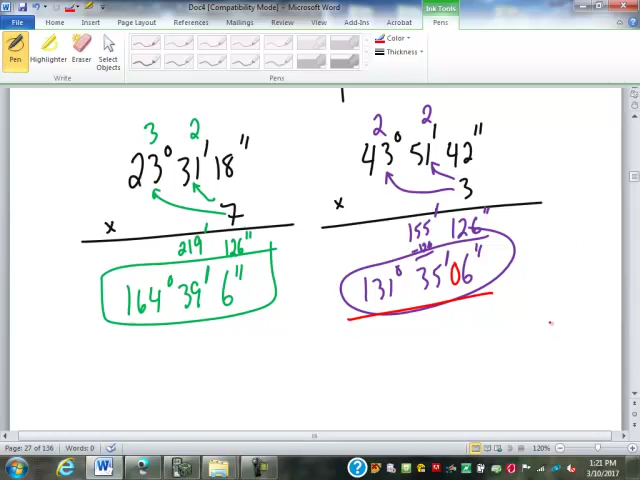 Doc4 [Compatibility Mode] - Microsoft Word
Ink Tools
File Home Insert Page Layout References Mailings Review View Add-Ins Acrobat Pens
Pen Highlighter Eraser Select Objects
Color
Thickness
Write Pens
3 2
23° 31' 18"
7
x
219' 126"
164° 39' 6"
2 2
43° 51' 42"
3
x
155' 126"
-120
131° 35' 06"
Page: 27 of 136 Words: 0 120%
1:21 PM
3/10/2017